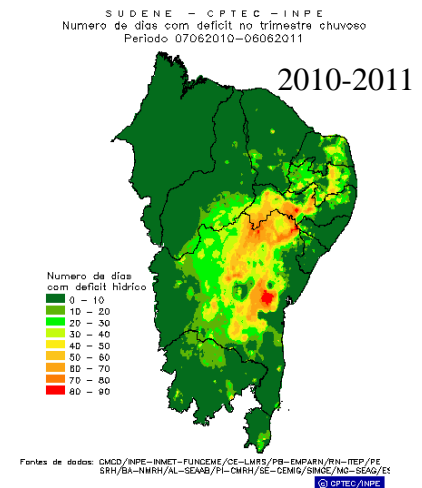 SUDENE - CPTEC -INPE
Numero de dias com deficit no trimestre chuvoso
Periodo 07062010-06062011
2010-2011
Numero de dias
com deficit hidrico
0 - 10
10 - 20
20 - 30
30 - 40
40 - 50
50 - 60
60 - 70
70 - 80
80 - 90
Fontes de dados: CMCD/INPE-INMET-FUNCEME/CE-LMRS/PB-EMPARN/RN-ITEP/PE
SRH/BA-NMRH/AL-SEAAB/PI-CMRH/SE-CEMIG/SIMGE/MG-SEAG/ES
© CPTEC/INPE